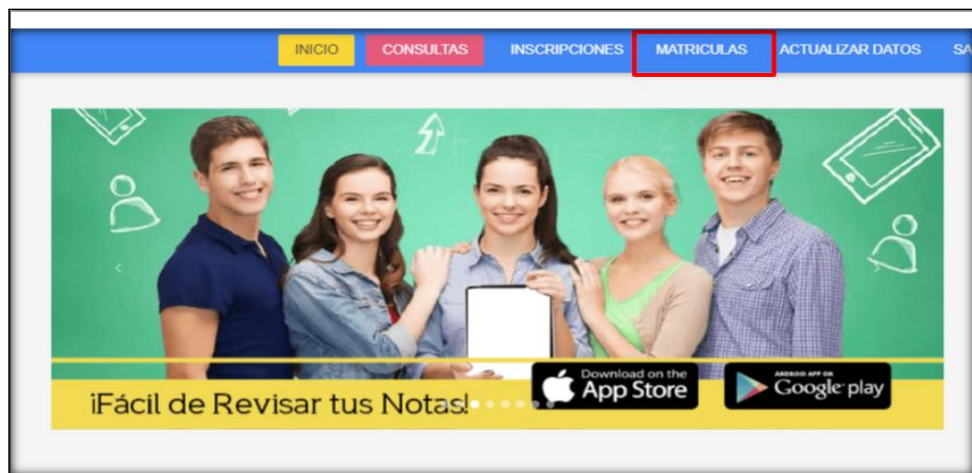 INICIO CONSULTAS INSCRIPCIONES MATRICULAS ACTUALIZAR DATOS SA
¡Fácil de Revisar tus Notas!
Download on the
App Store
ANDROID APP ON
Google play